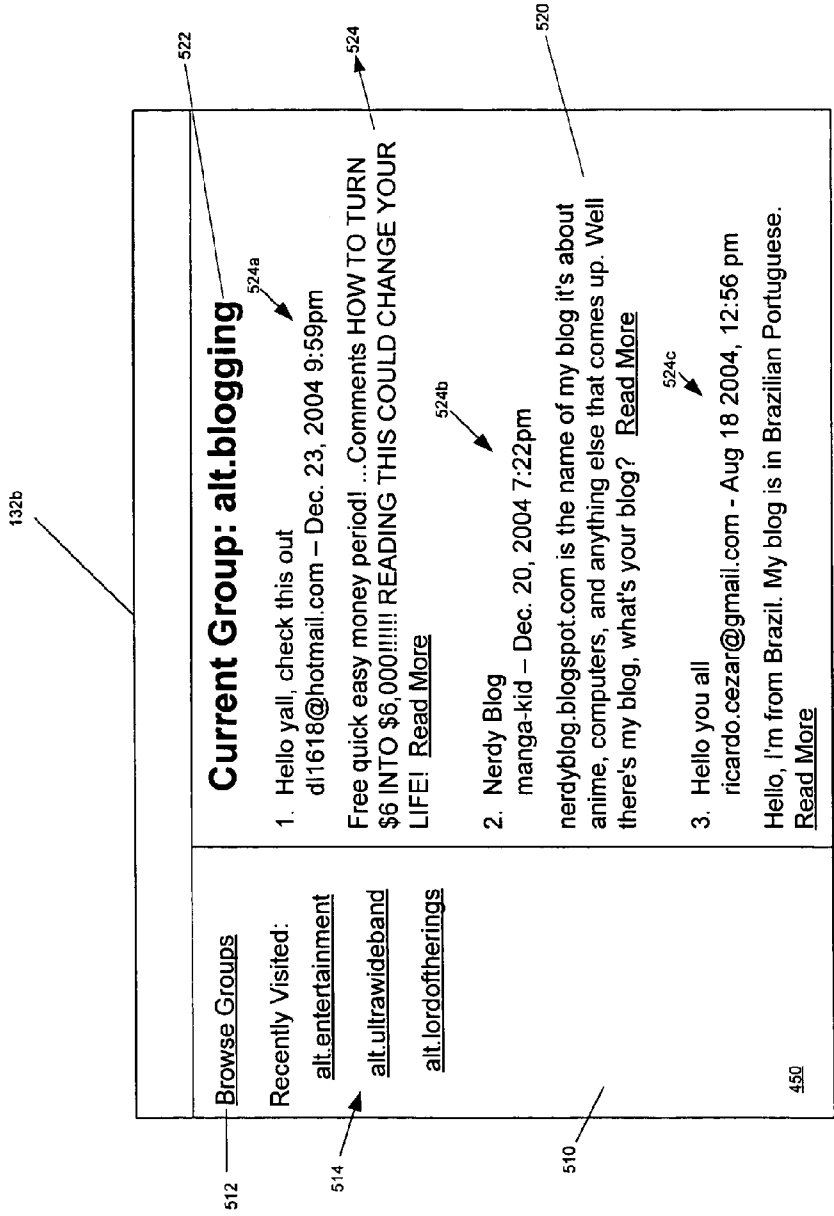 132b
Browse Groups
Recently Visited:
alt.entertainment
alt.ultrawideband
alt.lordoftherings
450
512
514
510
Current Group: alt.blogging
522
1. Hello yall, check this out
dl1618@hotmail.com – Dec. 23, 2004 9:59pm
524a
Free quick easy money period! ...Comments HOW TO TURN
$6 INTO $6,000!!!!!! READING THIS COULD CHANGE YOUR
LIFE! Read More
524
2. Nerdy Blog
manga-kid – Dec. 20, 2004 7:22pm
524b
nerdyblog.blogspot.com is the name of my blog it's about
anime, computers, and anything else that comes up. Well
there's my blog, what's your blog? Read More
520
3. Hello you all
ricardo.cezar@gmail.com - Aug 18 2004, 12:56 pm
524c
Hello, I'm from Brazil. My blog is in Brazilian Portuguese.
Read More